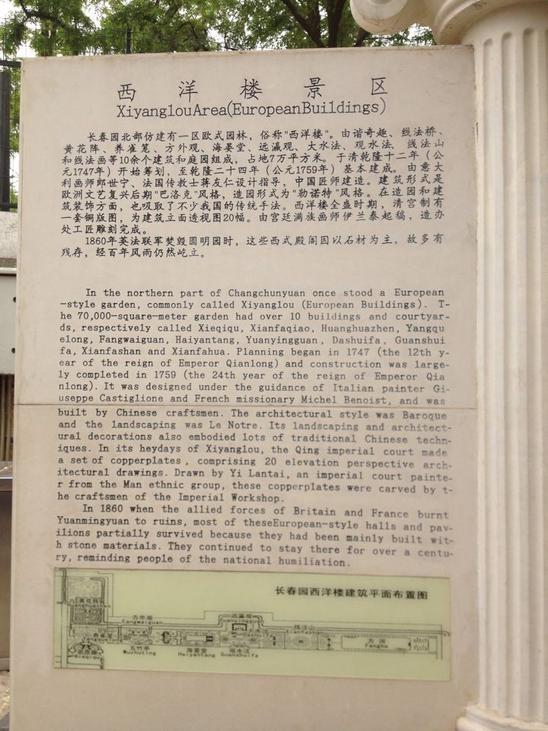 西洋楼景区
XiyanglouArea(EuropeanBuildings)
长春园北部仿建有一区欧式园林，俗称"西洋楼"。由谐奇趣、线法桥、
黄花阵、养雀笼、方外观、海晏堂、远瀛观、大水法、观水法、线法山
和线法画等10余个建筑和庭园组成，占地7万平方米。于清乾隆十二年（公
元1747年）开始筹划，至乾隆二十四年（公元1759年）基本建成。由意大
利画师郎世宁、法国传教士蒋友仁设计指导，中国匠师建造。建筑形式是
欧洲文艺复兴后期"巴洛克"风格，造园形式为"勒诺特"风格。在造园和建
筑装饰方面，也吸取了不少我国的传统手法。西洋楼全盛时期，清宫制有
一套铜版图，为建筑立面透视图20幅。由宫廷满族画师伊兰泰起稿，造办
处工匠雕刻完成。
1860年英法联军焚毁圆明园时，这些西式殿阁因以石材为主，故多有
残存，经百年风雨仍然屹立。
In the northern part of Changchunyuan once stood a European
-style garden, commonly called Xiyanglou (European Buildings). T-
he 70,000-square-meter garden had over 10 buildings and courtyar-
ds, respectively called Xieqiqu, Xianfaqiao, Huanghuazhen, Yangqu
elong, Fangwaiguan, Haiyantang, Yuanyingguan, Dashuifa, Guanshui
fa, Xianfashan and Xianfahua. Planning began in 1747 (the 12th y-
ear of the reign of Emperor Qianlong) and construction was large-
ly completed in 1759 (the 24th year of the reign of Emperor Qia
nlong). It was designed under the guidance of Italian painter Gi-
useppe Castiglione and French missionary Michel Benoist, and was
built by Chinese craftsmen. The architectural style was Baroque
and the landscaping was Le Notre. Its landscaping and architect-
ural decorations also embodied lots of traditional Chinese techn-
iques. In its heydays of Xiyanglou, the Qing imperial court made
a set of copperplates , comprising 20 elevation perspective arch-
itectural drawings. Drawn by Yi Lantai, an imperial court painte-
r from the Man ethnic group, these copperplates were carved by t-
he craftsmen of the Imperial Workshop.
In 1860 when the allied forces of Britain and France burnt
Yuanmingyuan to ruins, most of theseEuropean-style halls and pav-
ilions partially survived because they had been mainly built wit-
h stone materials. They continued to stay there for over a centu-
ry, reminding people of the national humiliation.
长春园西洋楼建筑平面布置图
方外观
Fangwaiguan
五竹亭
Wuzhuting
海晏堂
Haiyantang
Guanshuifa
线法山
方河
Fanghe